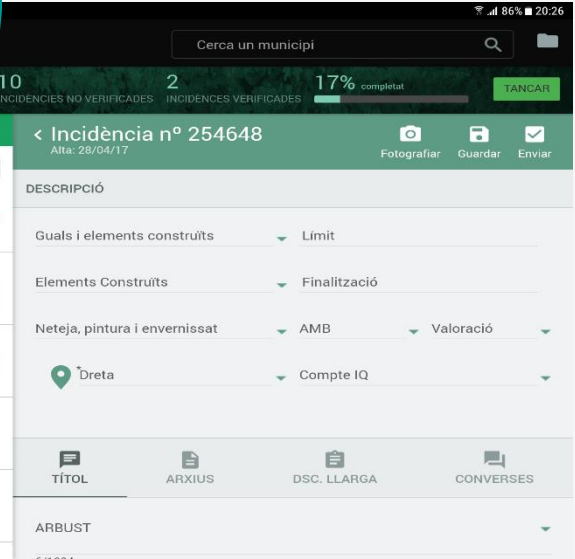 86% 20:26
Cerca un municipi
10 2 17% completat
INCIDÈNCIES NO VERIFICADES INCIDÈNCES VERIFICADES TANCAR
< Incidència nº 254648
Alta: 28/04/17
Fotografiar Guardar Enviar
DESCRIPCIÓ
Guals i elements construïts Límit
Elements Construïts Finalització
Neteja, pintura i envernissat AMB Valoració
*Dreta Compte IQ
TÍTOL ARXIUS DSC. LLARGA CONVERSES
ARBUST